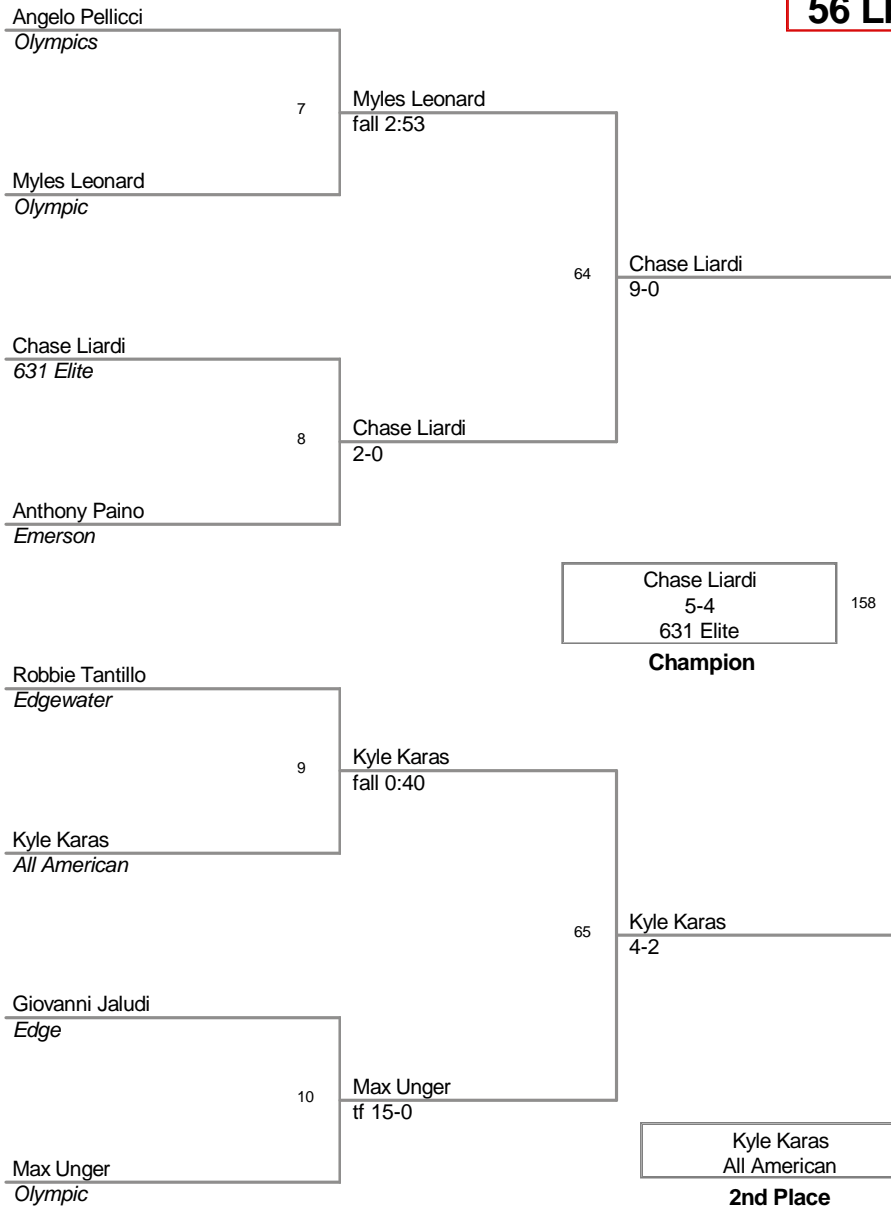 56
Angelo Pellicci
Olympics
7
Myles Leonard
fall 2:53
Myles Leonard
Olympic
64
Chase Liardi
9-0
Chase Liardi
631 Elite
8
Chase Liardi
2-0
Anthony Paino
Emerson
Chase Liardi
5-4
631 Elite
158
Champion
Robbie Tantillo
Edgewater
9
Kyle Karas
fall 0:40
Kyle Karas
All American
65
Kyle Karas
4-2
Giovanni Jaludi
Edge
10
Max Unger
tf 15-0
Max Unger
Olympic
Kyle Karas
All American
2nd Place